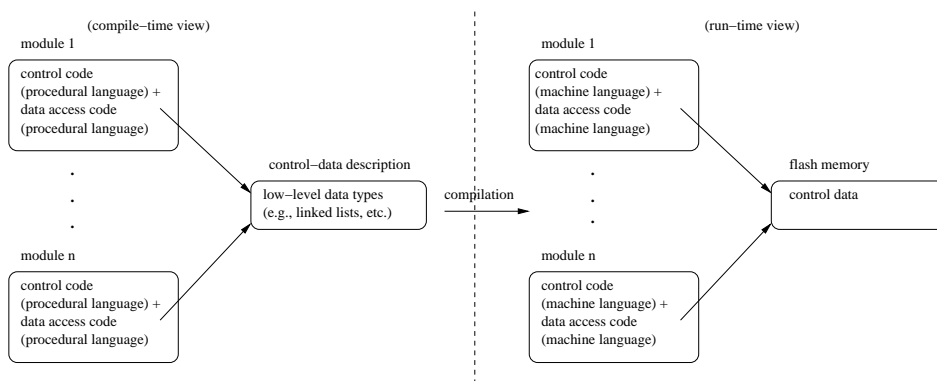 (compile−time view)
module 1
control code
(procedural language) +
data access code
(procedural language)
.
.
.
control−data description
low−level data types
(e.g., linked lists, etc.)
module n
control code
(procedural language) +
data access code
(procedural language)
compilation
(run−time view)
module 1
control code
(machine language) +
data access code
(machine language)
.
.
.
flash memory
control data
module n
control code
(machine language) +
data access code
(machine language)